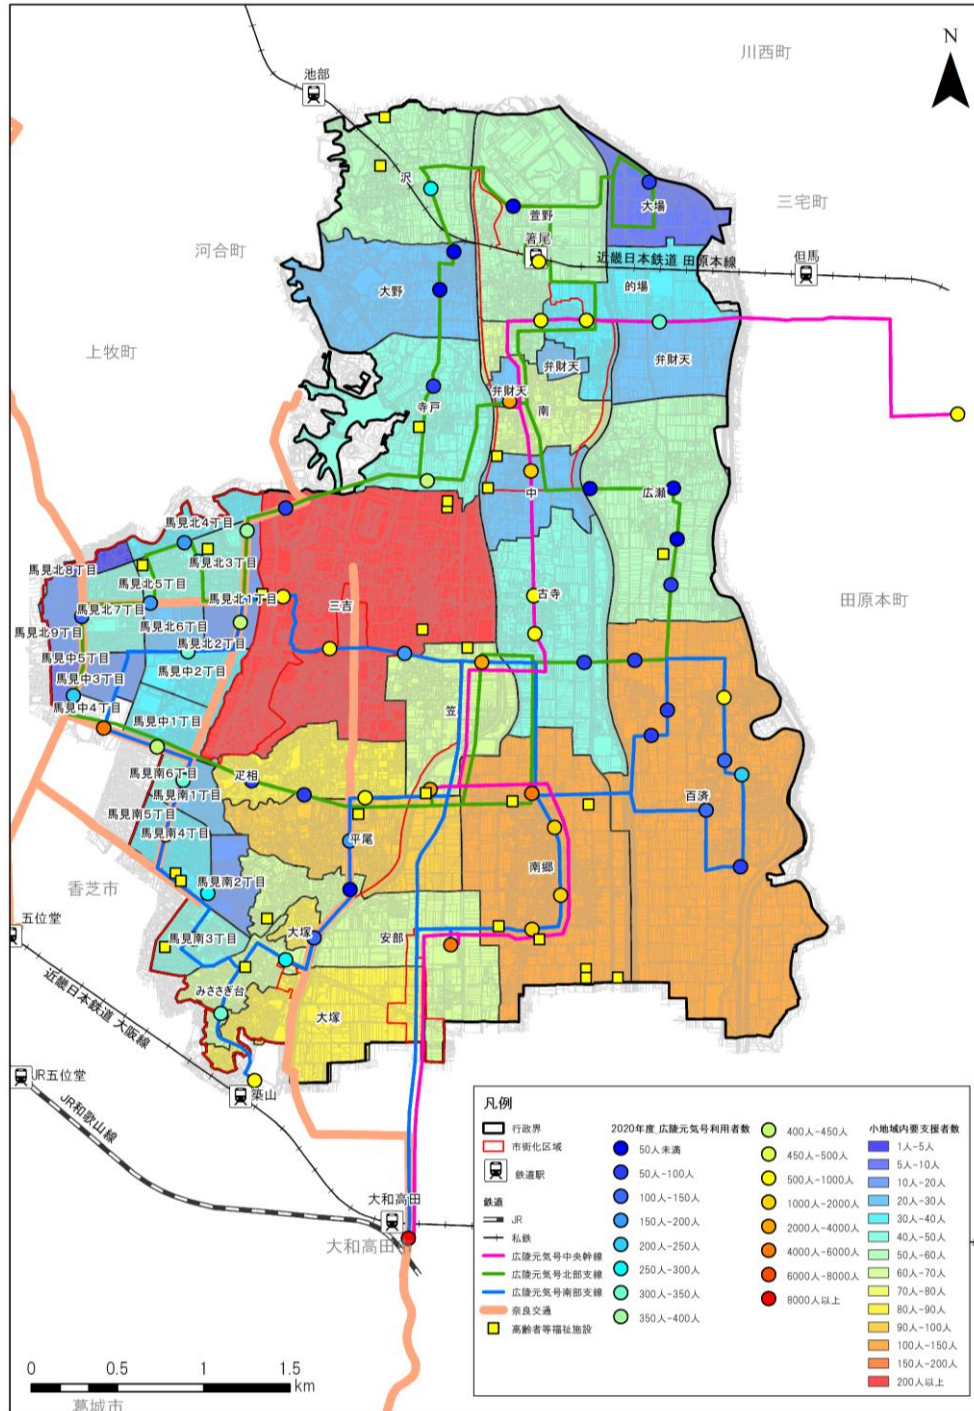 N
川西町
池部
沢
大場
萱野
三宅町
箸尾
河合町
近畿日本鉄道 田原本線
但馬
大野
的場
上牧町
弁財天
弁財天
弁財天
寺戸
南
中
広瀬
馬見北4丁目
馬見北8丁目
馬見北3丁目
馬見北5丁目
田原本町
馬見北7丁目
馬見北1丁目
三吉
古寺
馬見北9丁目
馬見北6丁目
馬見北2丁目
馬見中5丁目
馬見中3丁目
馬見中2丁目
馬見中4丁目
馬見中1丁目
笠
疋相
馬見南6丁目
馬見南1丁目
百済
馬見南5丁目
馬見南4丁目
平尾
南郷
香芝市
馬見南2丁目
五位堂
馬見南3丁目
大塚
安部
みささぎ台
近畿日本鉄道 大阪線
大塚
JR五位堂
築山
JR和歌山線
大和高田
大和高田
葛城市
0 0.5 1 1.5
km
凡例
行政界
市街化区域
鉄道駅
鉄道
JR
私鉄
広陵元気号中央幹線
広陵元気号北部支線
広陵元気号南部支線
奈良交通
高齢者等福祉施設
2020年度_広陵元気号利用者数
50人未満
50人-100人
100人-150人
150人-200人
200人-250人
250人-300人
300人-350人
350人-400人
400人-450人
450人-500人
500人-1000人
1000人-2000人
2000人-4000人
4000人-6000人
6000人-8000人
8000人以上
小地域内要支援者数
1人-5人
5人-10人
10人-20人
20人-30人
30人-40人
40人-50人
50人-60人
60人-70人
70人-80人
80人-90人
90人-100人
100人-150人
150人-200人
200人以上